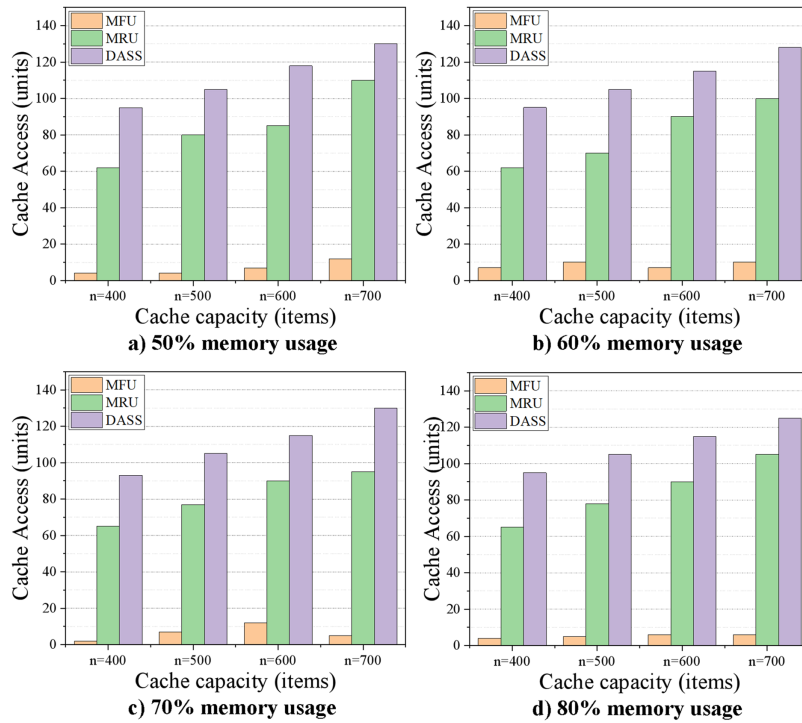 MFU
MRU
DASS
Cache Access (units)
140
120
100
80
60
40
20
0
n=400 n=500 n=600 n=700
Cache capacity (items)
a) 50% memory usage
MFU
MRU
DASS
Cache Access (units)
140
120
100
80
60
40
20
0
n=400 n=500 n=600 n=700
Cache capacity (items)
b) 60% memory usage
MFU
MRU
DASS
Cache Access (units)
140
120
100
80
60
40
20
0
n=400 n=500 n=600 n=700
Cache capacity (items)
c) 70% memory usage
MFU
MRU
DASS
Cache Access (units)
140
120
100
80
60
40
20
0
n=400 n=500 n=600 n=700
Cache capacity (items)
d) 80% memory usage